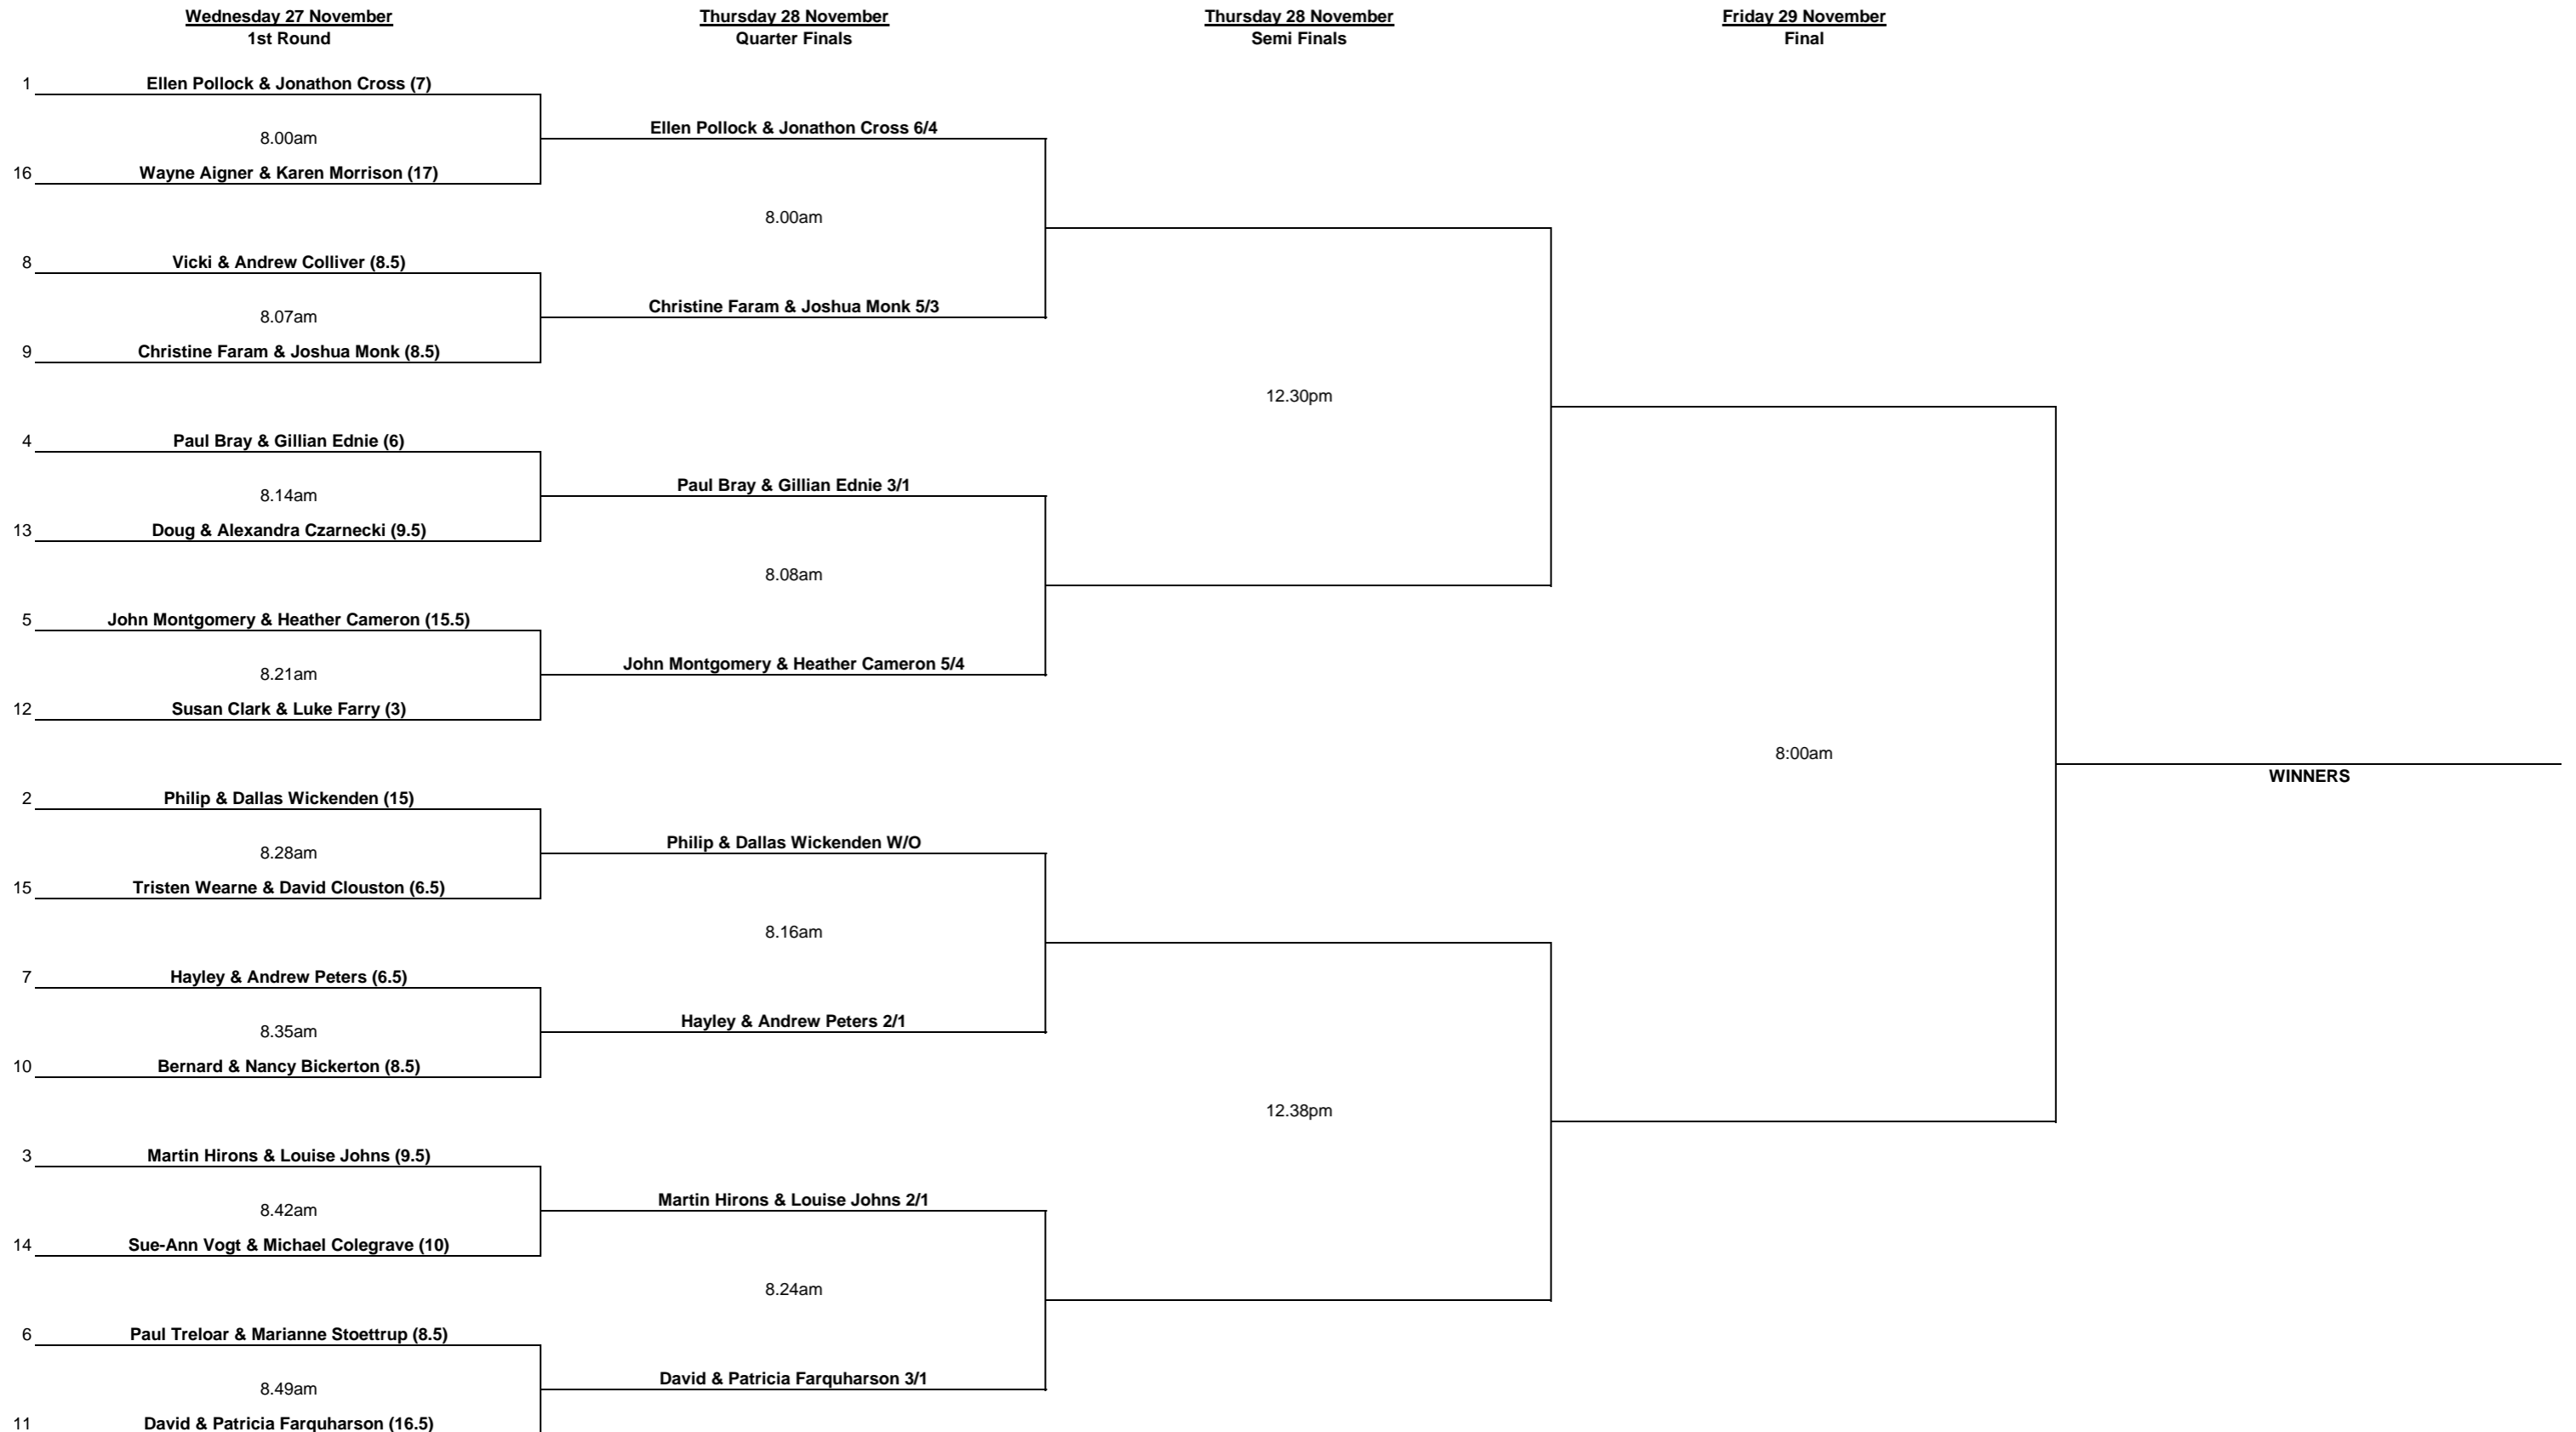 Wednesday 27 November
1st Round
Thursday 28 November
Quarter Finals
Thursday 28 November
Semi Finals
Friday 29 November
Final
1 Ellen Pollock & Jonathon Cross (7)
8.00am
16 Wayne Aigner & Karen Morrison (17)
8 Vicki & Andrew Colliver (8.5)
8.07am
9 Christine Faram & Joshua Monk (8.5)
4 Paul Bray & Gillian Ednie (6)
8.14am
13 Doug & Alexandra Czarnecki (9.5)
5 John Montgomery & Heather Cameron (15.5)
8.21am
12 Susan Clark & Luke Farry (3)
2 Philip & Dallas Wickenden (15)
8.28am
15 Tristen Wearne & David Clouston (6.5)
7 Hayley & Andrew Peters (6.5)
8.35am
10 Bernard & Nancy Bickerton (8.5)
3 Martin Hirons & Louise Johns (9.5)
8.42am
14 Sue-Ann Vogt & Michael Colegrave (10)
6 Paul Treloar & Marianne Stoettrup (8.5)
8.49am
11 David & Patricia Farquharson (16.5)
Ellen Pollock & Jonathon Cross 6/4
8.00am
Christine Faram & Joshua Monk 5/3
Paul Bray & Gillian Ednie 3/1
8.08am
John Montgomery & Heather Cameron 5/4
Philip & Dallas Wickenden W/O
8.16am
Hayley & Andrew Peters 2/1
Martin Hirons & Louise Johns 2/1
8.24am
David & Patricia Farquharson 3/1
12.30pm
12.38pm
8:00am
WINNERS